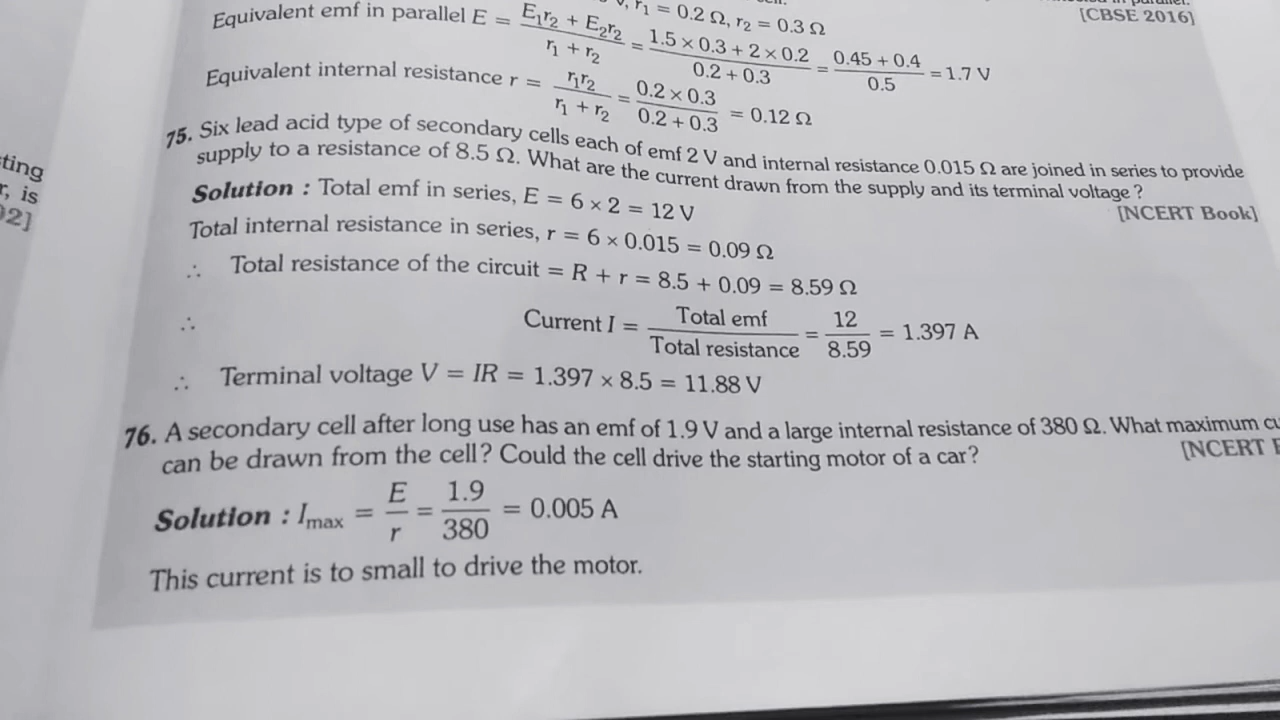 V, r₁ = 0.2 Ω, r₂ = 0.3 Ω
[CBSE 2016]
Equivalent emf in parallel E = (E₁r₂ + E₂r₂)/(r₁ + r₂) = (1.5 × 0.3 + 2 × 0.2)/(0.2 + 0.3) = (0.45 + 0.4)/0.5 = 1.7 V
Equivalent internal resistance r = r₁r₂/(r₁ + r₂) = (0.2 × 0.3)/(0.2 + 0.3) = 0.12 Ω
75. Six lead acid type of secondary cells each of emf 2 V and internal resistance 0.015 Ω are joined in series to provide
supply to a resistance of 8.5 Ω. What are the current drawn from the supply and its terminal voltage ?
[NCERT Book]
Solution : Total emf in series, E = 6 × 2 = 12 V
Total internal resistance in series, r = 6 × 0.015 = 0.09 Ω
∴ Total resistance of the circuit = R + r = 8.5 + 0.09 = 8.59 Ω
∴ Current I = Total emf/Total resistance = 12/8.59 = 1.397 A
∴ Terminal voltage V = IR = 1.397 × 8.5 = 11.88 V
76. A secondary cell after long use has an emf of 1.9 V and a large internal resistance of 380 Ω. What maximum cu
can be drawn from the cell? Could the cell drive the starting motor of a car?
[NCERT
Solution : Iₘₐₓ = E/r = 1.9/380 = 0.005 A
This current is to small to drive the motor.
ting
r, is
2]